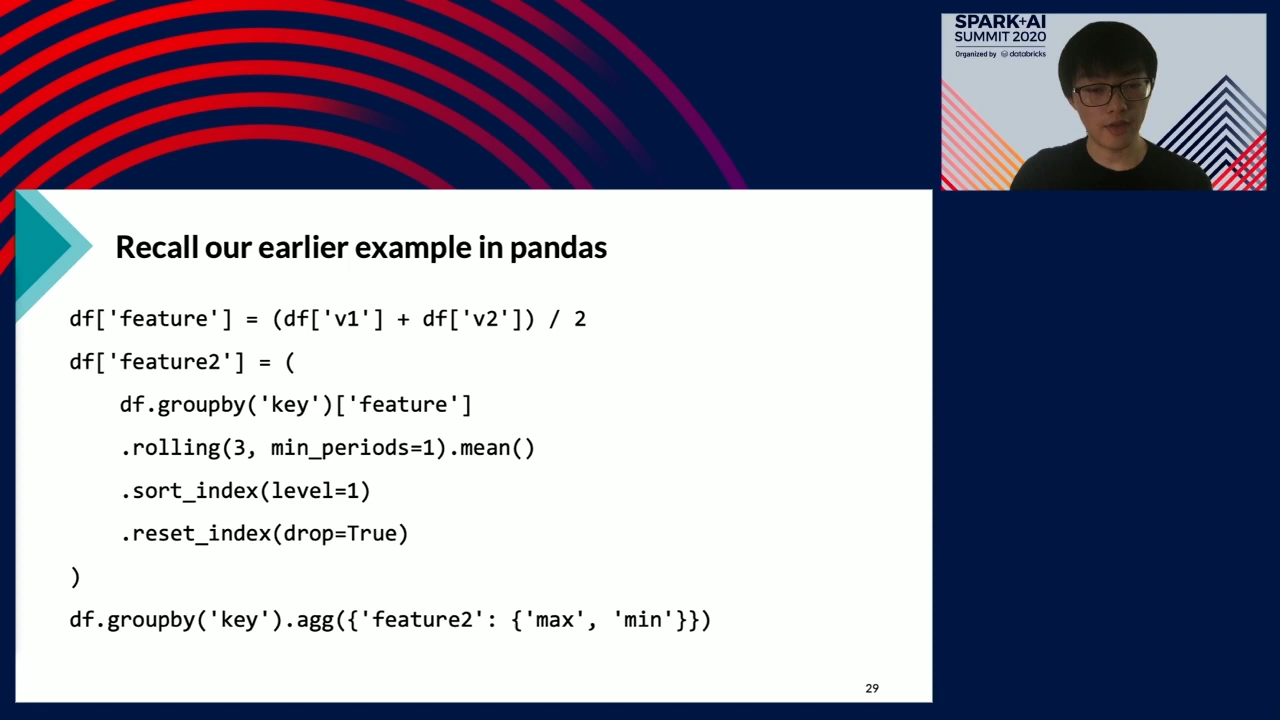 SPARK+AI
SUMMIT 2020
Organized by databricks
Recall our earlier example in pandas
df['feature'] = (df['v1'] + df['v2']) / 2
df['feature2'] = (
    df.groupby('key')['feature']
    .rolling(3, min_periods=1).mean()
    .sort_index(level=1)
    .reset_index(drop=True)
)
df.groupby('key').agg({'feature2': {'max', 'min'}})
29